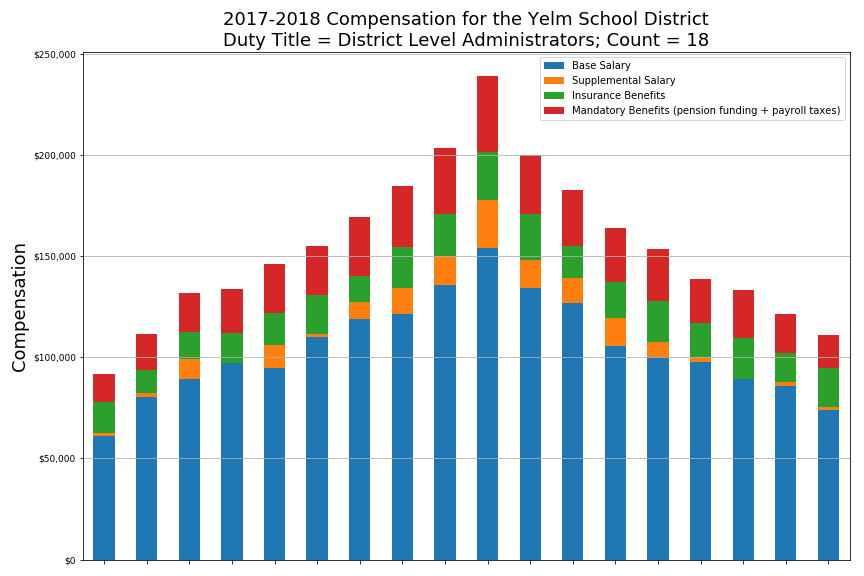 2017-2018 Compensation for the Yelm School District
Duty Title = District Level Administrators; Count = 18
Base Salary
Supplemental Salary
Insurance Benefits
Mandatory Benefits (pension funding + payroll taxes)
$250,000
$200,000
$150,000
$100,000
$50,000
$0
Compensation